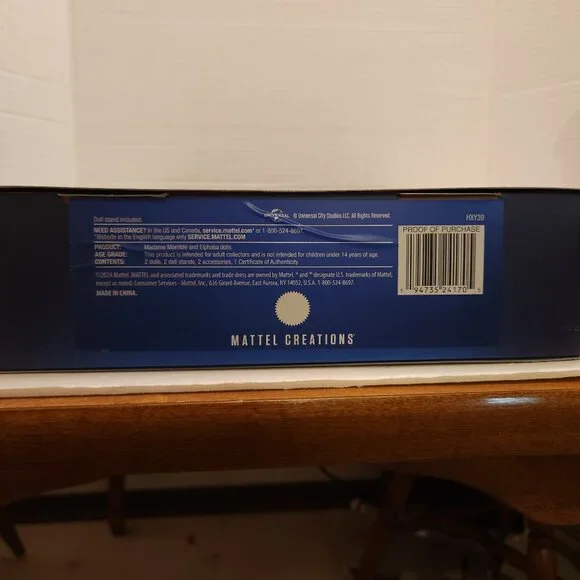 Doll stand included.
UNIVERSAL © Universal City Studios LLC. All Rights Reserved.
HXY39
NEED ASSISTANCE? In the US and Canada, service.mattel.com* or 1-800-524-8697.
*Website in the English language only SERVICE.MATTEL.COM
PRODUCT: Madame Morrible and Elphaba dolls
AGE GRADE: This product is intended for adult collectors and is not intended for children under 14 years of age.
CONTENTS: 2 dolls, 2 doll stands, 2 accessories, 1 Certificate of Authenticity.
©2024 Mattel. MATTEL and associated trademarks and trade dress are owned by Mattel. ® and ™ designate U.S. trademarks of Mattel,
except as noted. Consumer Services - Mattel, Inc., 636 Girard Avenue, East Aurora, NY 14052, U.S.A. 1-800-524-8697.
MADE IN CHINA.
PROOF OF PURCHASE
1 94735 24170 5
MATTEL CREATIONS